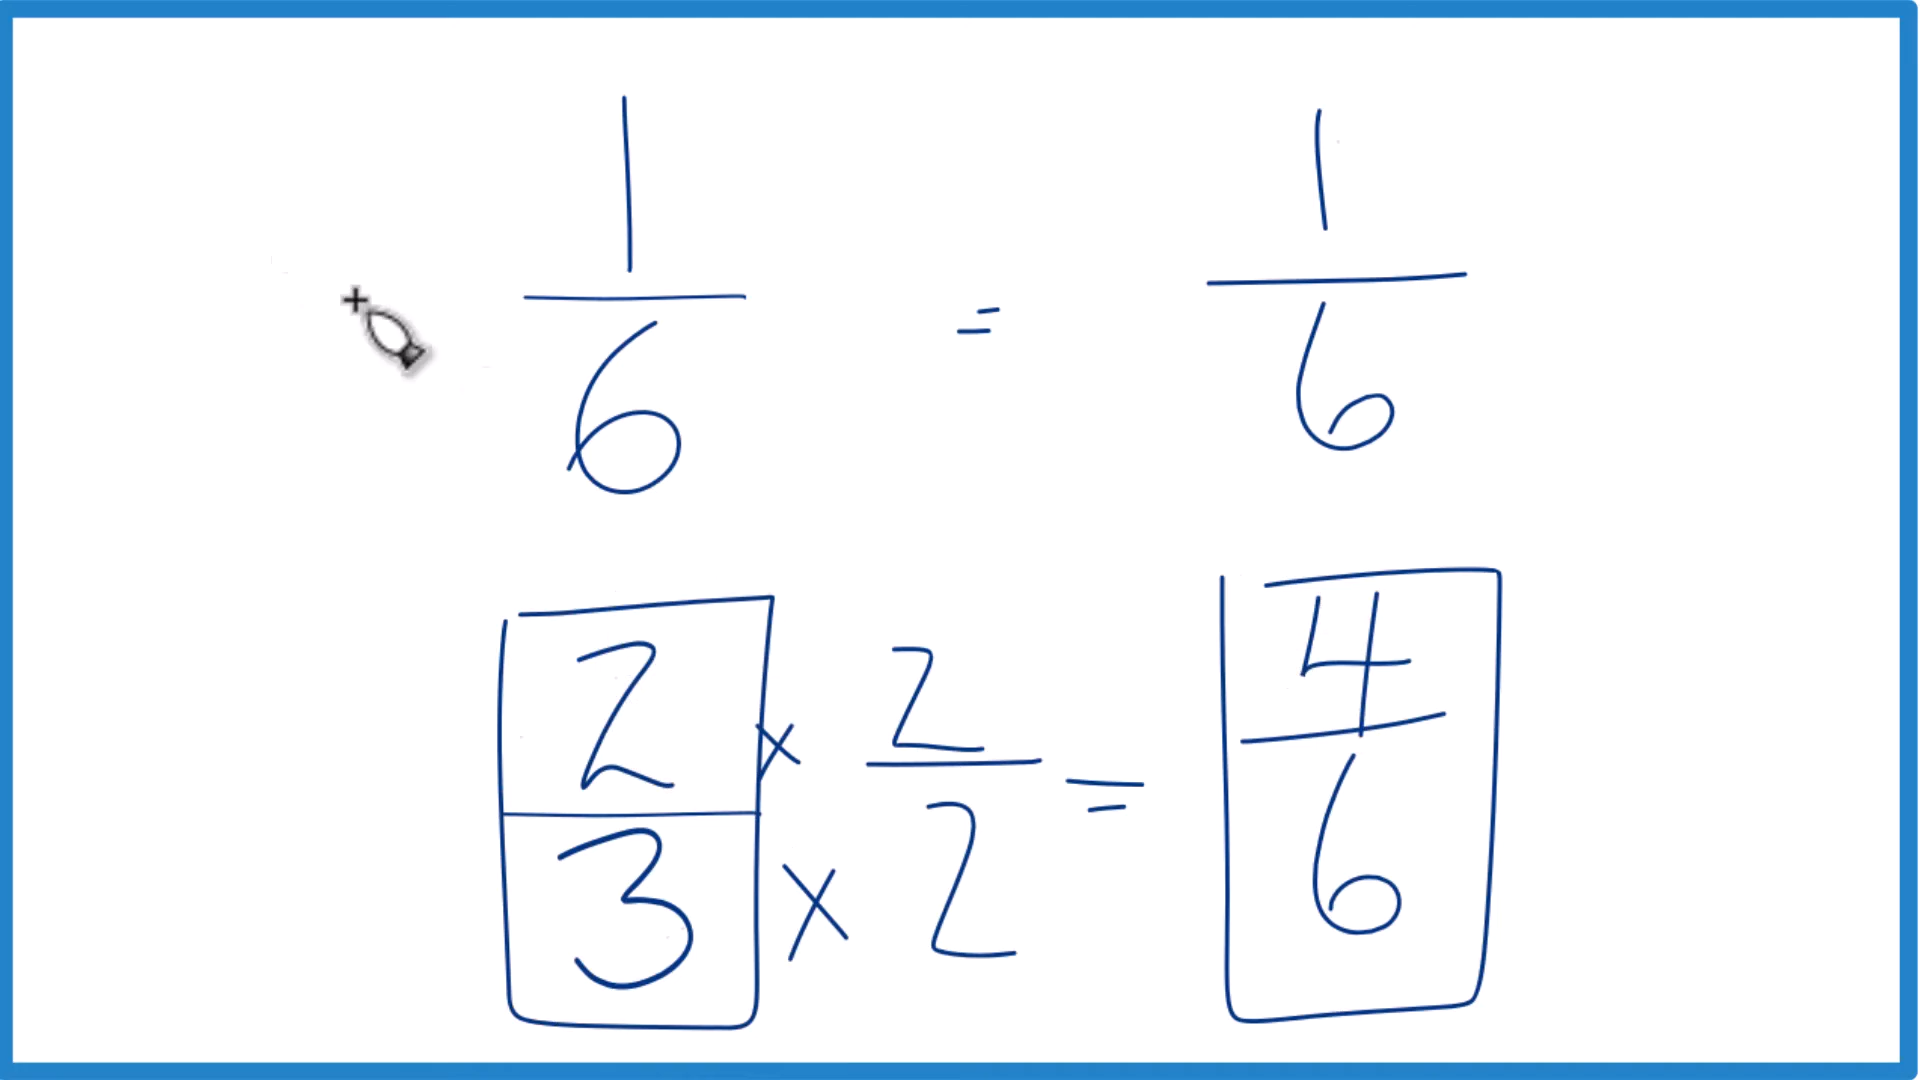 1/6 = 1/6
2/3 × 2/2 = 4/6
×